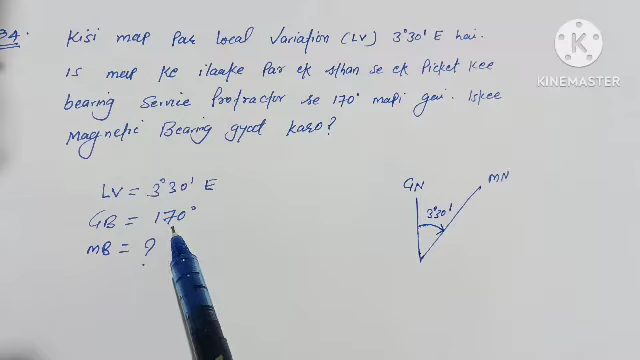 34. Kisi map par local Variation (LV) 3°30' E hai.
is map ke ilaake par ek sthan se ek Picket kee
bearing Service Protractor se 170° mapi gai. Iskee
Magnetic Bearing gyat karo?
LV = 3°30' E
GB = 170°
MB = ?
GN
MN
3°30'
K
KINEMASTER